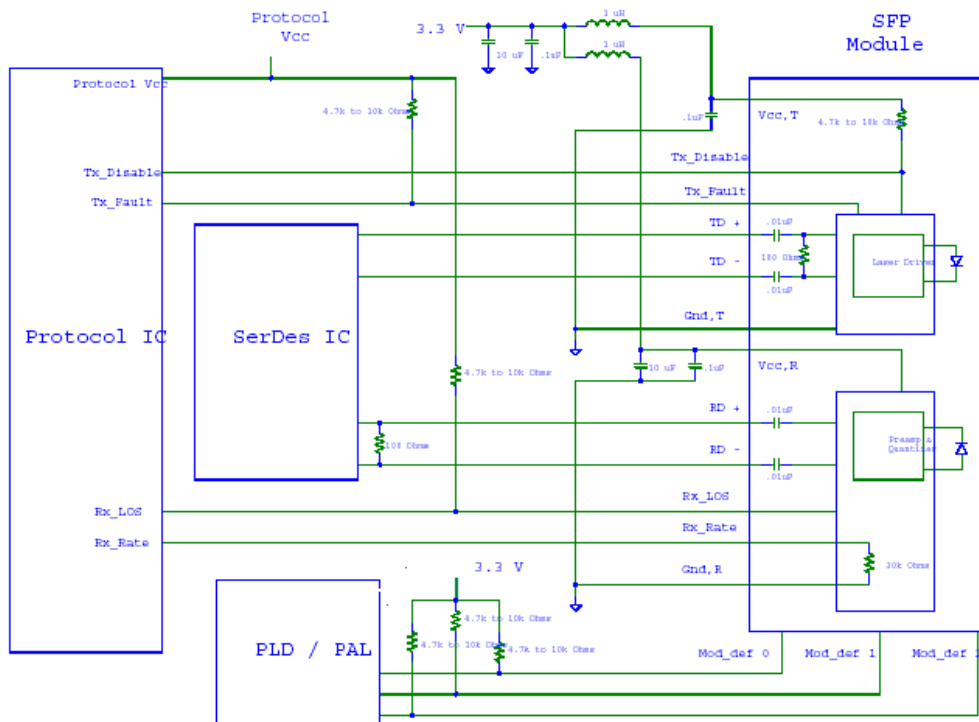 Protocol
Vcc
3.3 V
1 uH
1 uH
SFP
Module
10 uF
.1uF
Protocol Vcc
4.7k to 10k Ohms
.1uF
Vcc,T
4.7k to 10k Ohms
Tx_Disable
Tx_Disable
Tx_Fault
Tx_Fault
TD +
.01uF
TD -
100 Ohms
.01uF
Laser Driver
Protocol IC
SerDes IC
Gnd,T
4.7k to 10k Ohms
10 uF
.1uF
Vcc,R
RD +
.01uF
100 Ohms
RD -
.01uF
Preamp &
Quantizer
Rx_LOS
Rx_LOS
Rx_Rate
Rx_Rate
3.3 V
Gnd,R
30k Ohms
4.7k to 10k Ohms
4.7k to 10k Ohms
4.7k to 10k Ohms
PLD / PAL
Mod_def 0
Mod_def 1
Mod_def